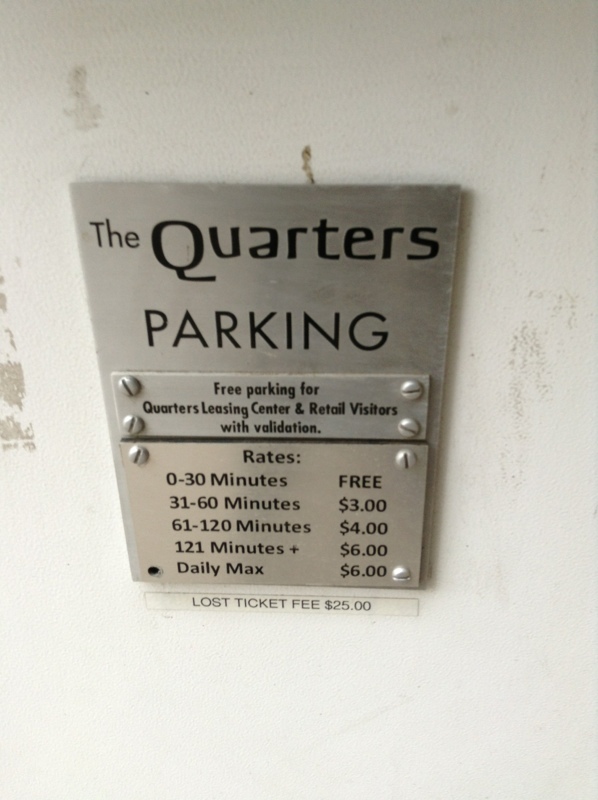 The Quarters
PARKING
Free parking for
Quarters Leasing Center & Retail Visitors
with validation.
Rates:
0-30 Minutes FREE
31-60 Minutes $3.00
61-120 Minutes $4.00
121 Minutes + $6.00
Daily Max $6.00
LOST TICKET FEE $25.00